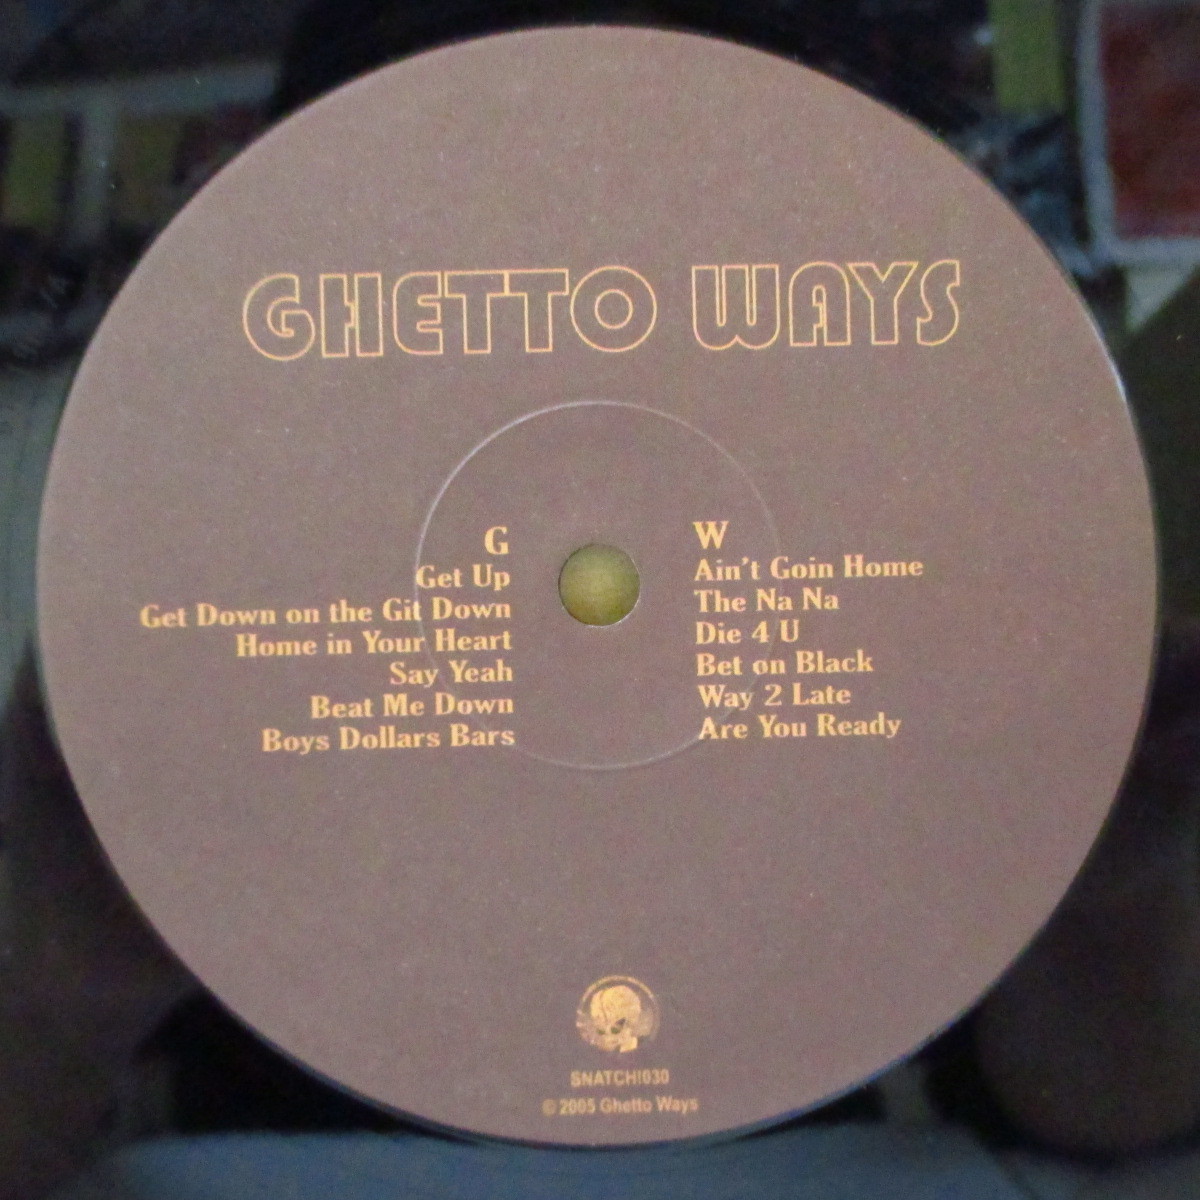 GHETTO WAYS
G
Get Up
Get Down on the Git Down
Home in Your Heart
Say Yeah
Beat Me Down
Boys Dollars Bars
W
Ain't Goin Home
The Na Na
Die 4 U
Bet on Black
Way 2 Late
Are You Ready
SNATCH!030
© 2005 Ghetto Ways